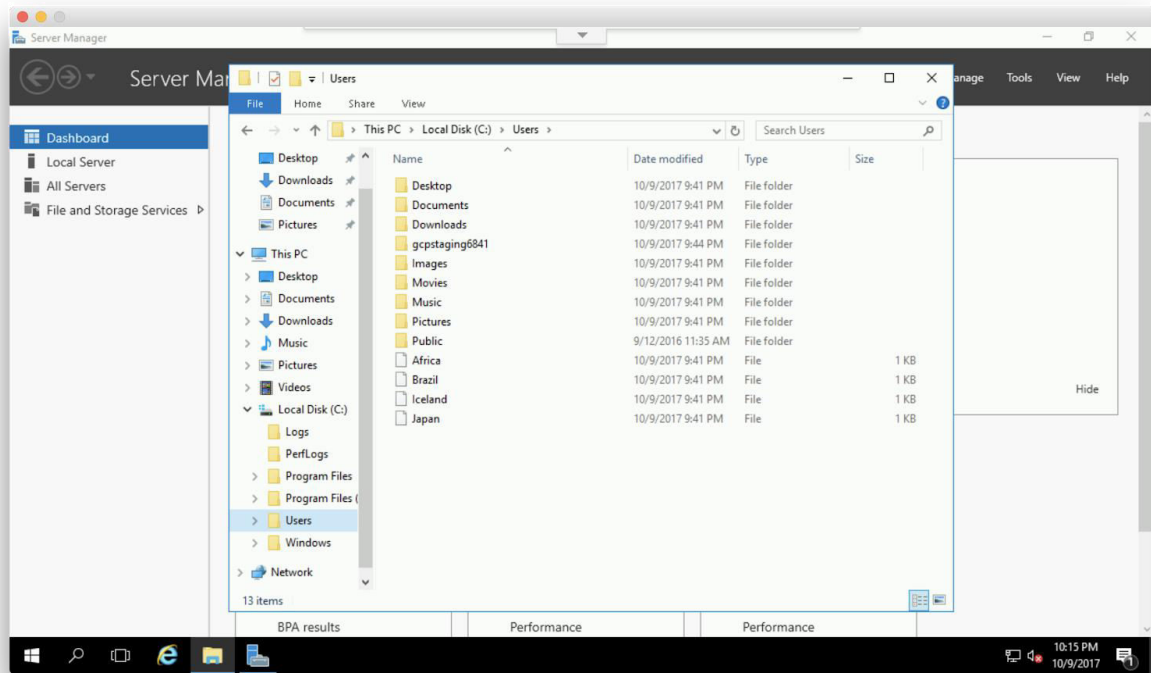 Server Manager
Server Mar
Manage Tools View Help
Users
File Home Share View
This PC > Local Disk (C:) > Users >
Search Users
Dashboard
Local Server
All Servers
File and Storage Services
Desktop
Downloads
Documents
Pictures
This PC
Desktop
Documents
Downloads
Music
Pictures
Videos
Local Disk (C:)
Logs
PerfLogs
Program Files
Program Files (
Users
Windows
Network
Name Date modified Type Size
Desktop 10/9/2017 9:41 PM File folder
Documents 10/9/2017 9:41 PM File folder
Downloads 10/9/2017 9:41 PM File folder
gcpstaging6841 10/9/2017 9:44 PM File folder
Images 10/9/2017 9:41 PM File folder
Movies 10/9/2017 9:41 PM File folder
Music 10/9/2017 9:41 PM File folder
Pictures 10/9/2017 9:41 PM File folder
Public 9/12/2016 11:35 AM File folder
Africa 10/9/2017 9:41 PM File 1 KB
Brazil 10/9/2017 9:41 PM File 1 KB
Iceland 10/9/2017 9:41 PM File 1 KB
Japan 10/9/2017 9:41 PM File 1 KB
Hide
13 items
BPA results Performance Performance
10:15 PM
10/9/2017
1